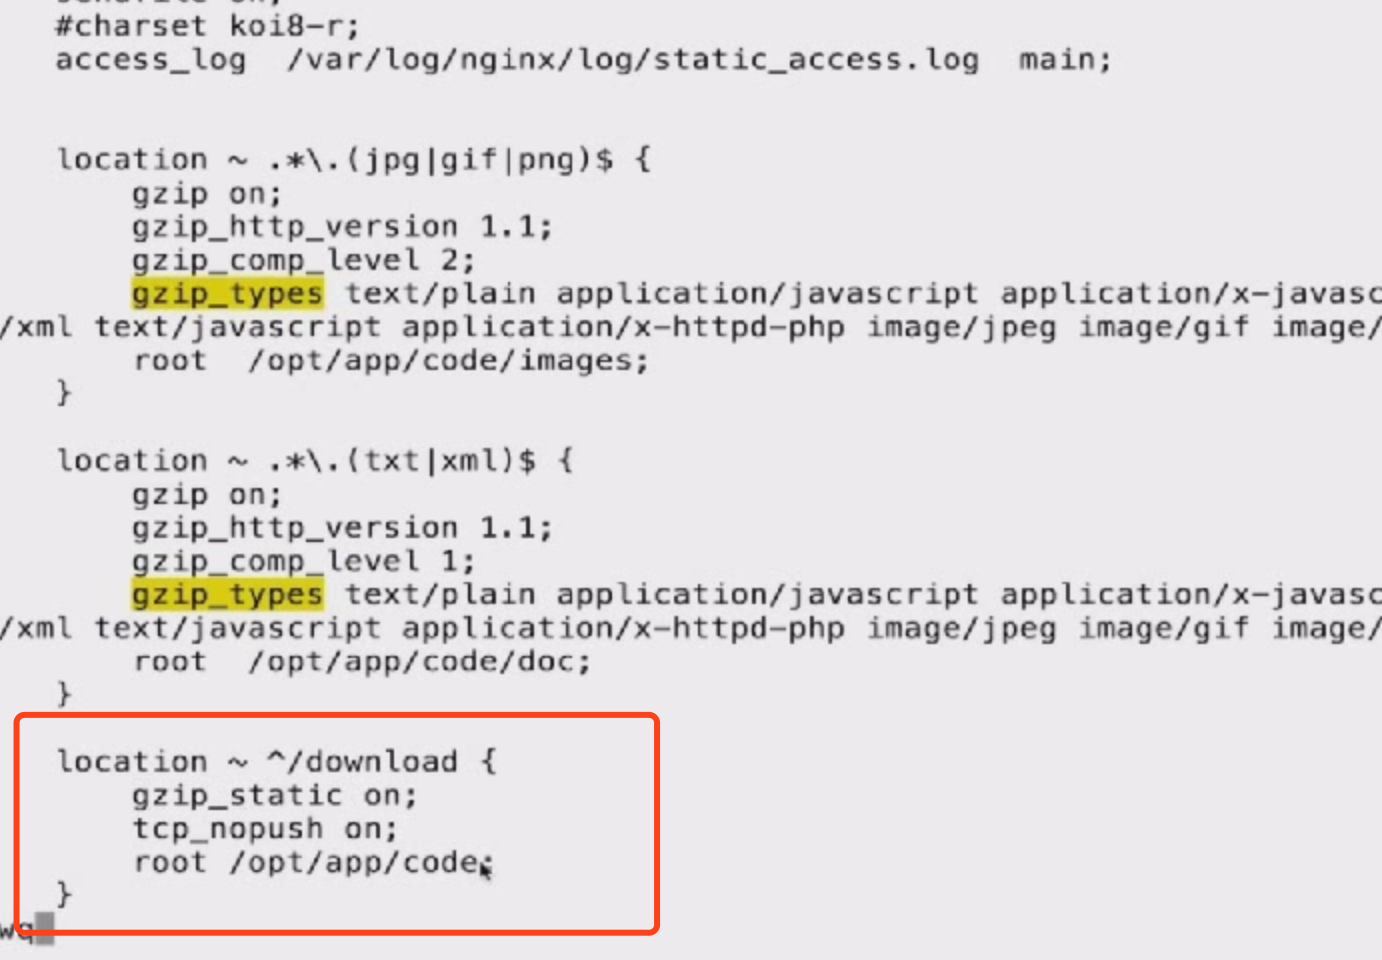 #charset koi8-r;
access_log  /var/log/nginx/log/static_access.log  main;
location ~ .*\.(jpg|gif|png)$ {
gzip on;
gzip_http_version 1.1;
gzip_comp_level 2;
gzip_types text/plain application/javascript application/x-javasc
/xml text/javascript application/x-httpd-php image/jpeg image/gif image/
root  /opt/app/code/images;
}
location ~ .*\.(txt|xml)$ {
gzip on;
gzip_http_version 1.1;
gzip_comp_level 1;
gzip_types text/plain application/javascript application/x-javasc
/xml text/javascript application/x-httpd-php image/jpeg image/gif image/
root  /opt/app/code/doc;
}
location ~ ^/download {
gzip_static on;
tcp_nopush on;
root /opt/app/code;
}
wq